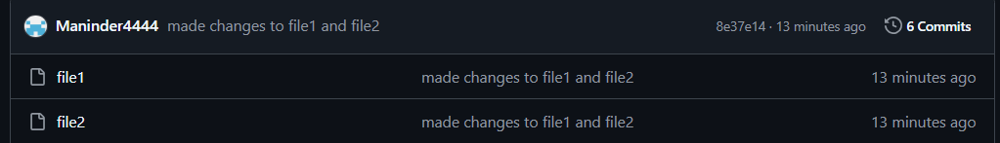 Maninder4444 made changes to file1 and file2 8e37e14 · 13 minutes ago 6 Commits
file1 made changes to file1 and file2 13 minutes ago
file2 made changes to file1 and file2 13 minutes ago